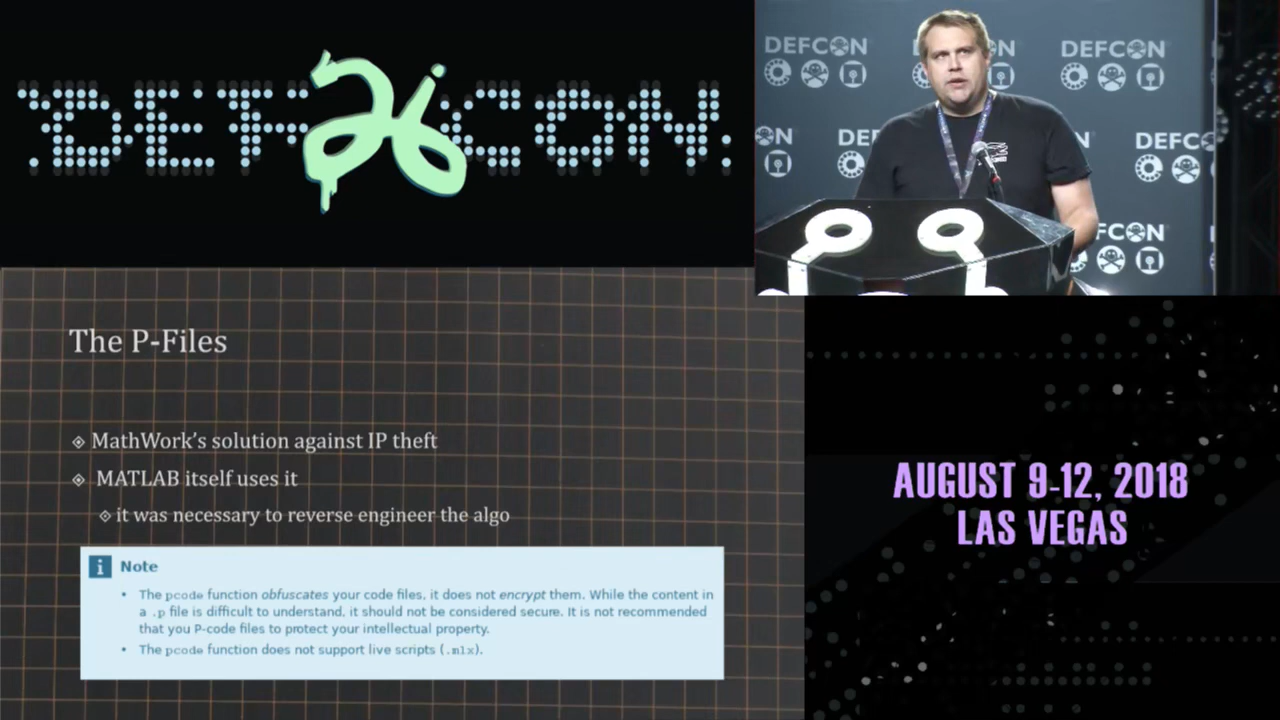 DEF CON
26
DEFCON
DEFCON
DEFCON
DEFCON
The P-Files
MathWork's solution against IP theft
MATLAB itself uses it
it was necessary to reverse engineer the algo
i Note
• The pcode function obfuscates your code files, it does not encrypt them. While the content in
a .p file is difficult to understand, it should not be considered secure. It is not recommended
that you P-code files to protect your intellectual property.
• The pcode function does not support live scripts (.mlx).
AUGUST 9-12, 2018
LAS VEGAS